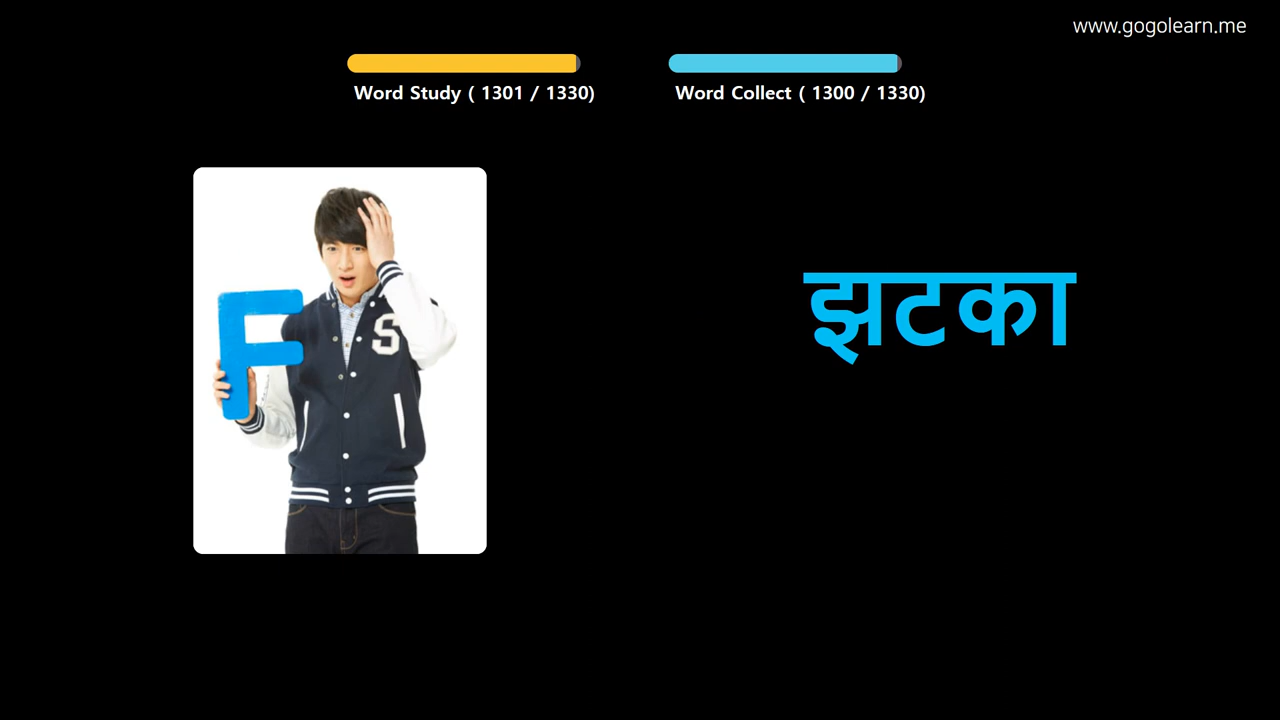 www.gogolearn.me
Word Study ( 1301 / 1330)
Word Collect ( 1300 / 1330)
F
S
झटका